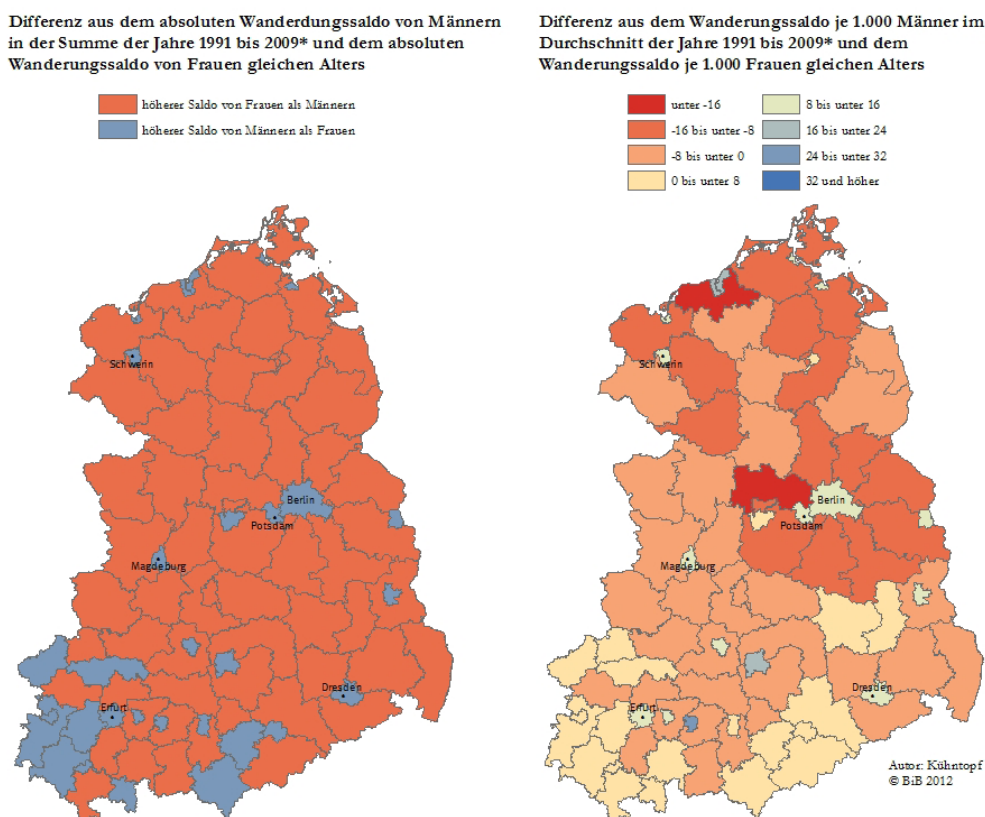 Differenz aus dem absoluten Wanderdungssaldo von Männern
in der Summe der Jahre 1991 bis 2009* und dem absoluten
Wanderungssaldo von Frauen gleichen Alters
höherer Saldo von Frauen als Männern
höherer Saldo von Männern als Frauen
Schwerin
Berlin
Potsdam
Magdeburg
Dresden
Erfurt
Differenz aus dem Wanderungssaldo je 1.000 Männer im
Durchschnitt der Jahre 1991 bis 2009* und dem
Wanderungssaldo je 1.000 Frauen gleichen Alters
unter -16
-16 bis unter -8
-8 bis unter 0
0 bis unter 8
8 bis unter 16
16 bis unter 24
24 bis unter 32
32 und höher
Schwerin
Berlin
Potsdam
Magdeburg
Dresden
Erfurt
Autor: Kühntopf
© BiB 2012